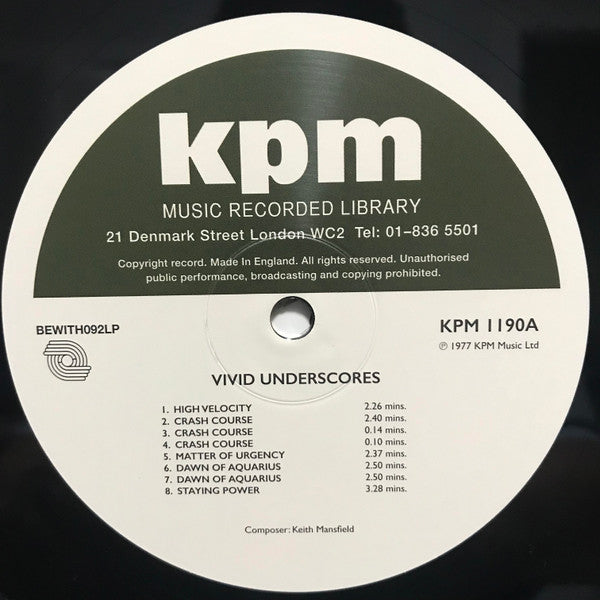 kpm
MUSIC RECORDED LIBRARY
21 Denmark Street London WC2 Tel: 01-836 5501
Copyright record. Made In England. All rights reserved. Unauthorised
public performance, broadcasting and copying prohibited.
BEWITH092LP
KPM 1190A
℗ 1977 KPM Music Ltd
VIVID UNDERSCORES
1. HIGH VELOCITY 2.26 mins.
2. CRASH COURSE 2.40 mins.
3. CRASH COURSE 0.14 mins.
4. CRASH COURSE 0.10 mins.
5. MATTER OF URGENCY 2.37 mins.
6. DAWN OF AQUARIUS 2.50 mins.
7. DAWN OF AQUARIUS 2.50 mins.
8. STAYING POWER 3.28 mins.
Composer: Keith Mansfield